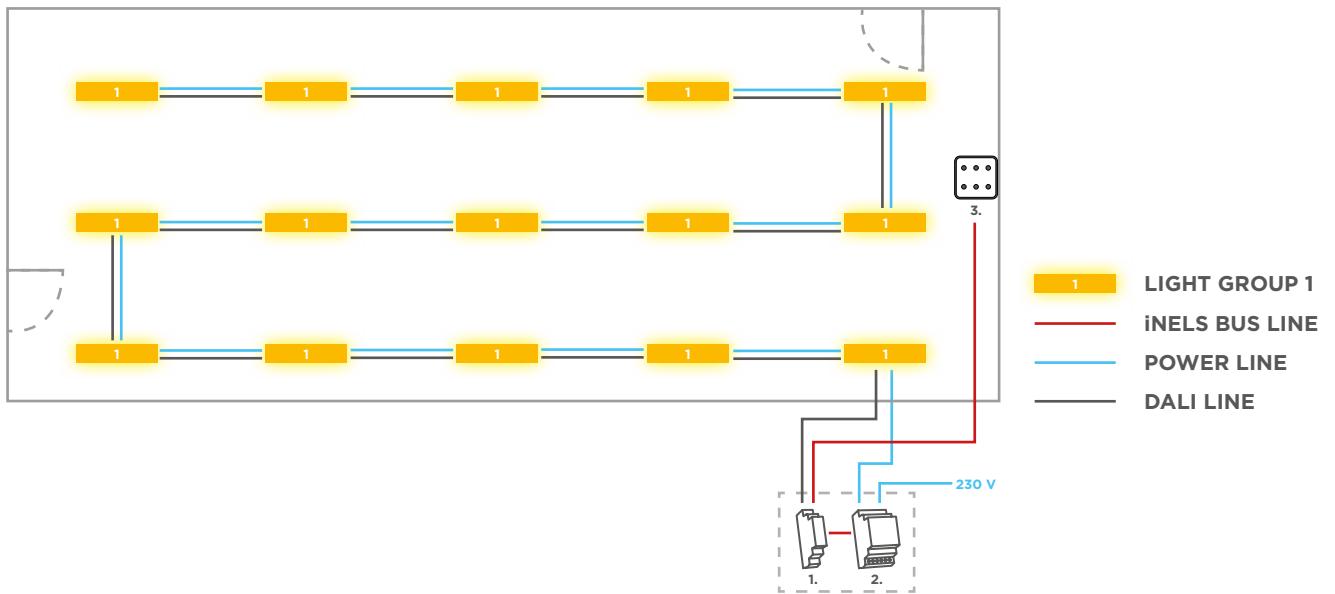 1 1 1 1 1
3.
1 1 1 1 1
1 LIGHT GROUP 1
iNELS BUS LINE
1 1 1 1 1
POWER LINE
DALI LINE
230 V
1. 2.